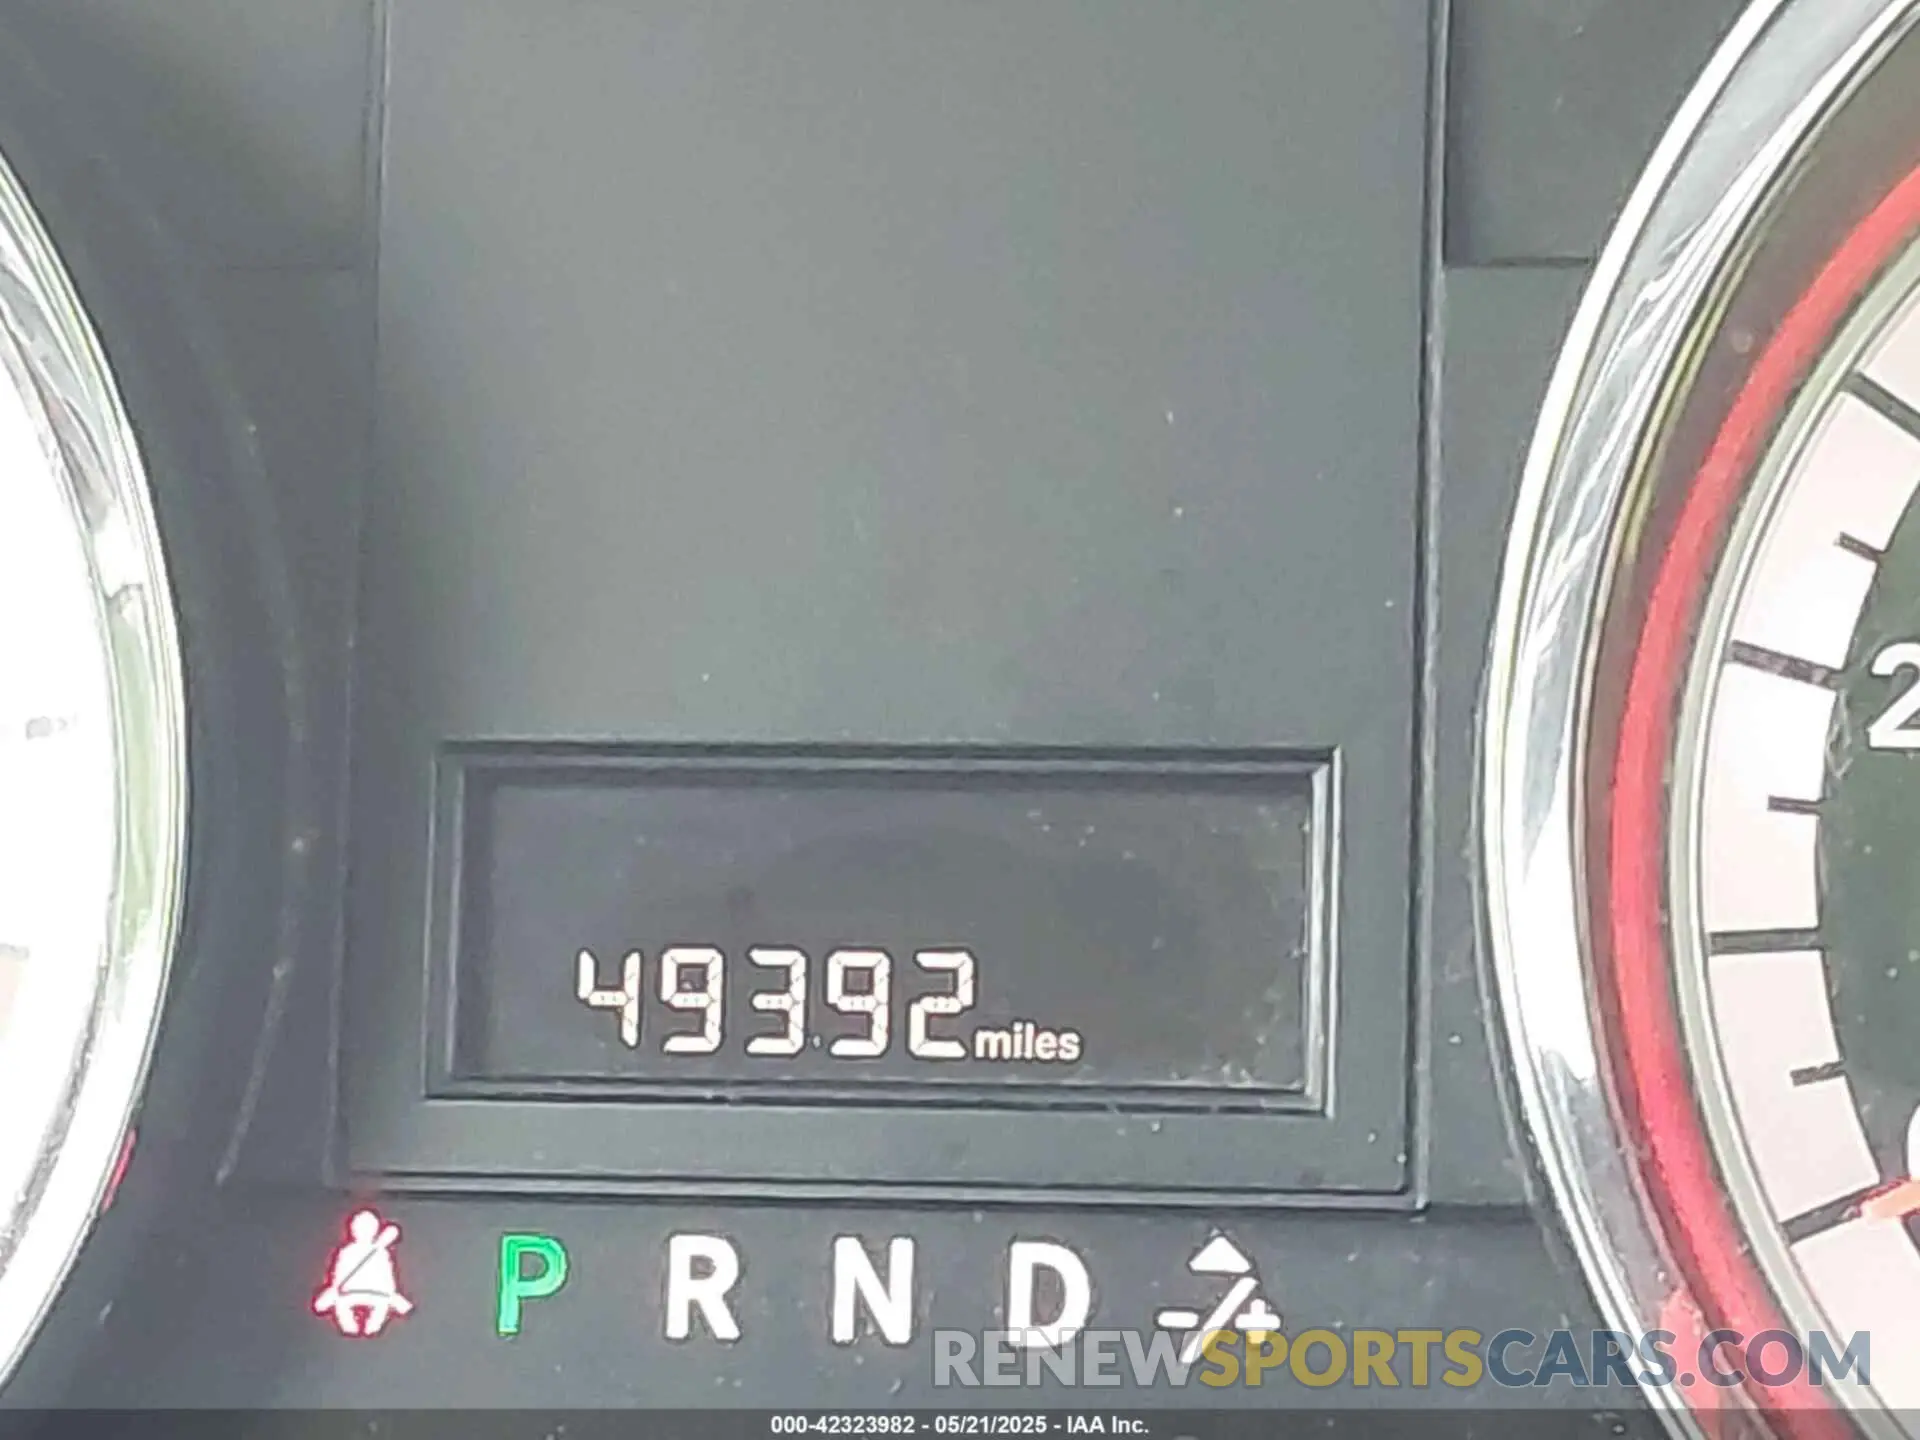 49392 miles
P R N D
RENEWSPORTSCARS.COM
000-42323982 - 05/21/2025 - IAA Inc.